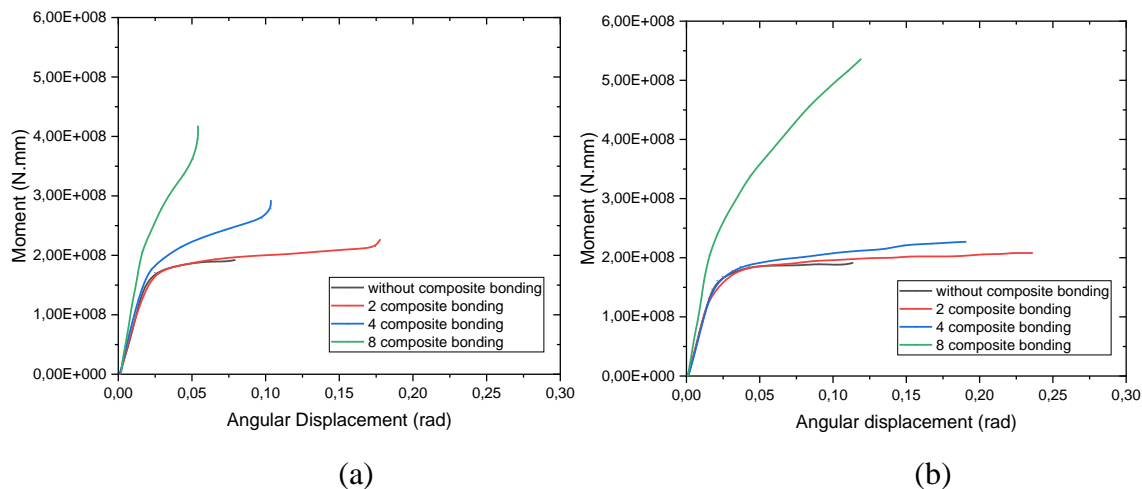 6,00E+008
5,00E+008
4,00E+008
3,00E+008
2,00E+008
1,00E+008
0,00E+000
Moment (N.mm)
without composite bonding
2 composite bonding
4 composite bonding
8 composite bonding
0,00 0,05 0,10 0,15 0,20 0,25 0,30
Angular Displacement (rad)
(a)
6,00E+008
5,00E+008
4,00E+008
3,00E+008
2,00E+008
1,00E+008
0,00E+000
Moment (N.mm)
without composite bonding
2 composite bonding
4 composite bonding
8 composite bonding
0,00 0,05 0,10 0,15 0,20 0,25 0,30
Angular displacement (rad)
(b)